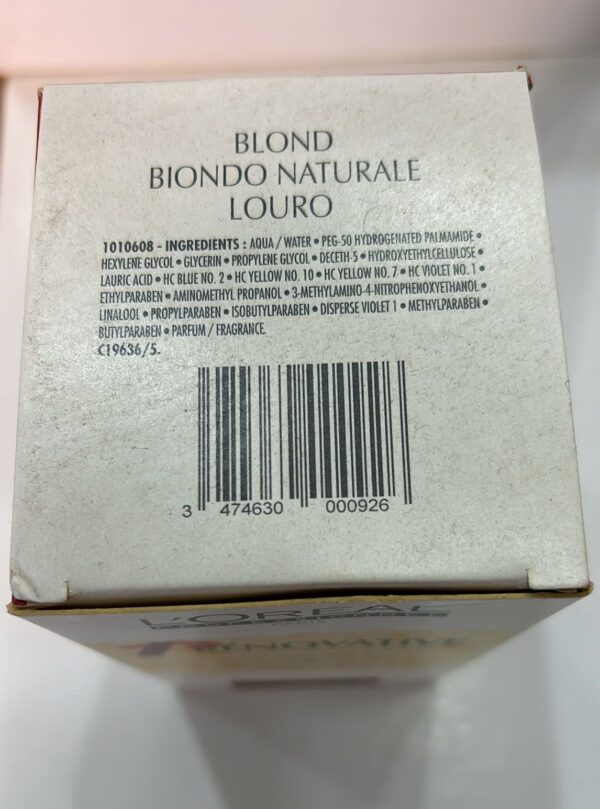 BLOND
BIONDO NATURALE
LOURO
1010608 - INGREDIENTS : AQUA / WATER • PEG-50 HYDROGENATED PALMAMIDE •
HEXYLENE GLYCOL • GLYCERIN • PROPYLENE GLYCOL • DECETH-5 • HYDROXYETHYLCELLULOSE •
LAURIC ACID • HC BLUE NO. 2 • HC YELLOW NO. 10 • HC YELLOW NO. 7 • HC VIOLET NO. 1 •
ETHYLPARABEN • AMINOMETHYL PROPANOL • 3-METHYLAMINO-4-NITROPHENOXYETHANOL •
LINALOOL • PROPYLPARABEN • ISOBUTYLPARABEN • DISPERSE VIOLET 1 • METHYLPARABEN •
BUTYLPARABEN • PARFUM / FRAGRANCE.
C19636/5.
3 474630 000926
L'ORÉAL
RENOVATIVE